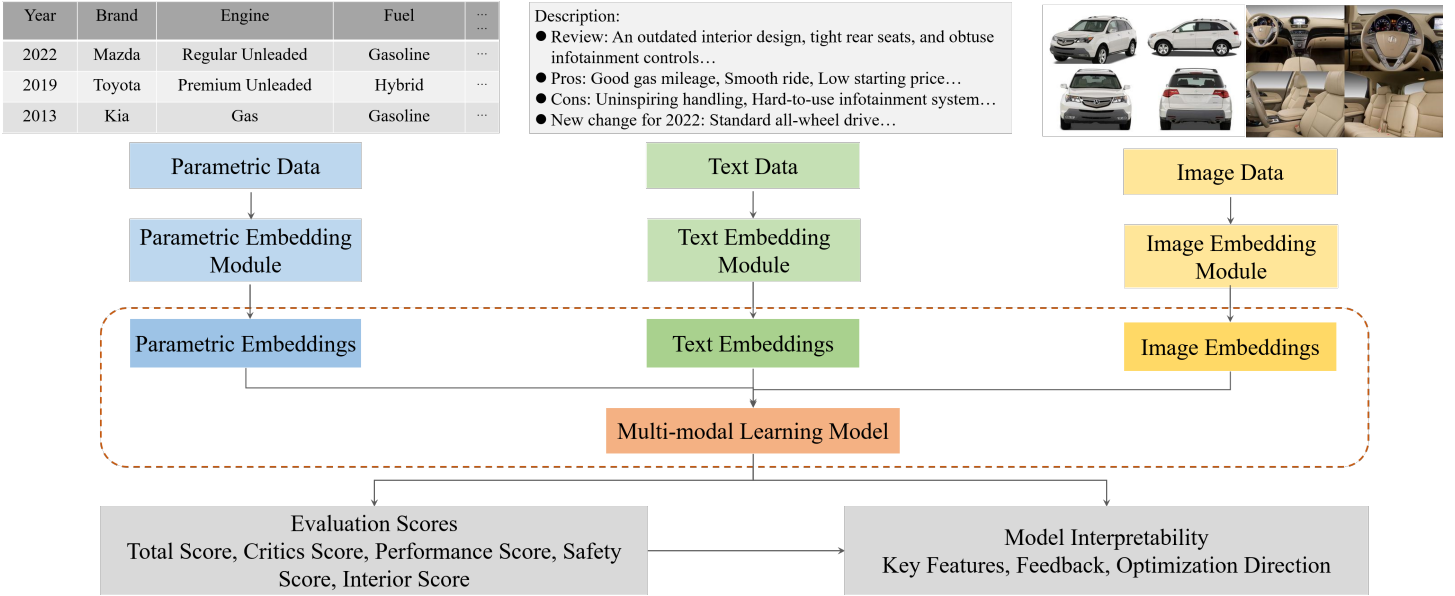 Year Brand Engine Fuel ...
...
2022 Mazda Regular Unleaded Gasoline ...
2019 Toyota Premium Unleaded Hybrid ...
2013 Kia Gas Gasoline ...
Description:
● Review: An outdated interior design, tight rear seats, and obtuse
infotainment controls…
● Pros: Good gas mileage, Smooth ride, Low starting price…
● Cons: Uninspiring handling, Hard-to-use infotainment system…
● New change for 2022: Standard all-wheel drive…
Parametric Data
Text Data
Image Data
Parametric Embedding
Module
Text Embedding
Module
Image Embedding
Module
Parametric Embeddings
Text Embeddings
Image Embeddings
Multi-modal Learning Model
Evaluation Scores
Total Score, Critics Score, Performance Score, Safety
Score, Interior Score
Model Interpretability
Key Features, Feedback, Optimization Direction